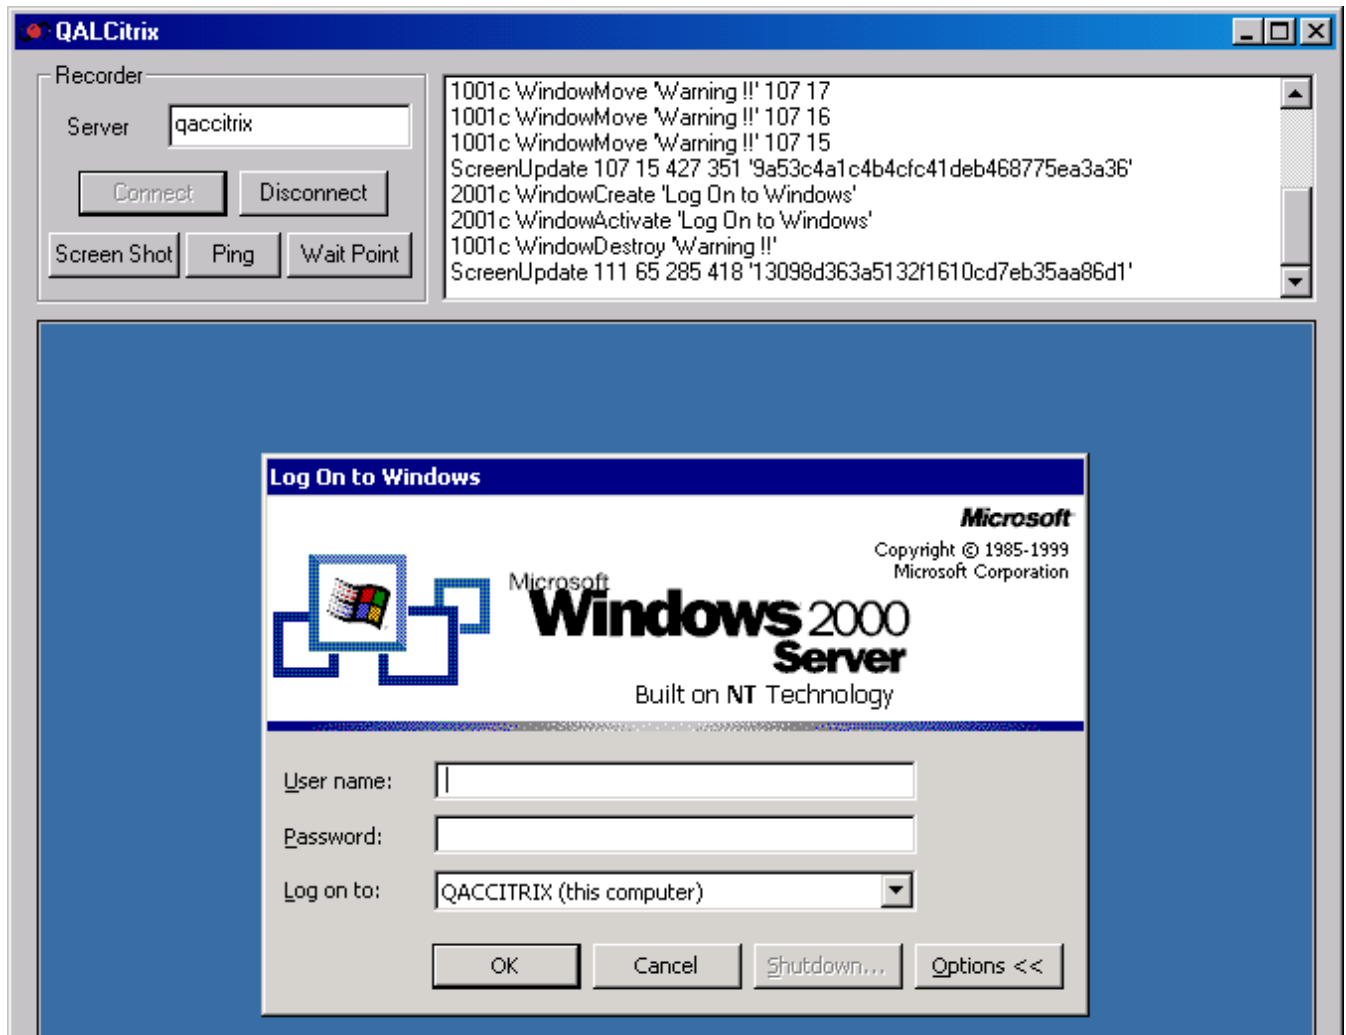 QALCitrix
Recorder
Server qaccitrix
Connect Disconnect
Screen Shot Ping Wait Point
1001c WindowMove 'Warning !!' 107 17
1001c WindowMove 'Warning !!' 107 16
1001c WindowMove 'Warning !!' 107 15
ScreenUpdate 107 15 427 351 '9a53c4a1c4b4cfc41deb468775ea3a36'
2001c WindowCreate 'Log On to Windows'
2001c WindowActivate 'Log On to Windows'
1001c WindowDestroy 'Warning !!'
ScreenUpdate 111 65 285 418 '13098d363a5132f1610cd7eb35aa86d1'
Log On to Windows
Microsoft
Copyright © 1985-1999
Microsoft Corporation
Microsoft
Windows 2000
Server
Built on NT Technology
User name:
Password:
Log on to: QACCITRIX (this computer)
OK Cancel Shutdown... Options <<